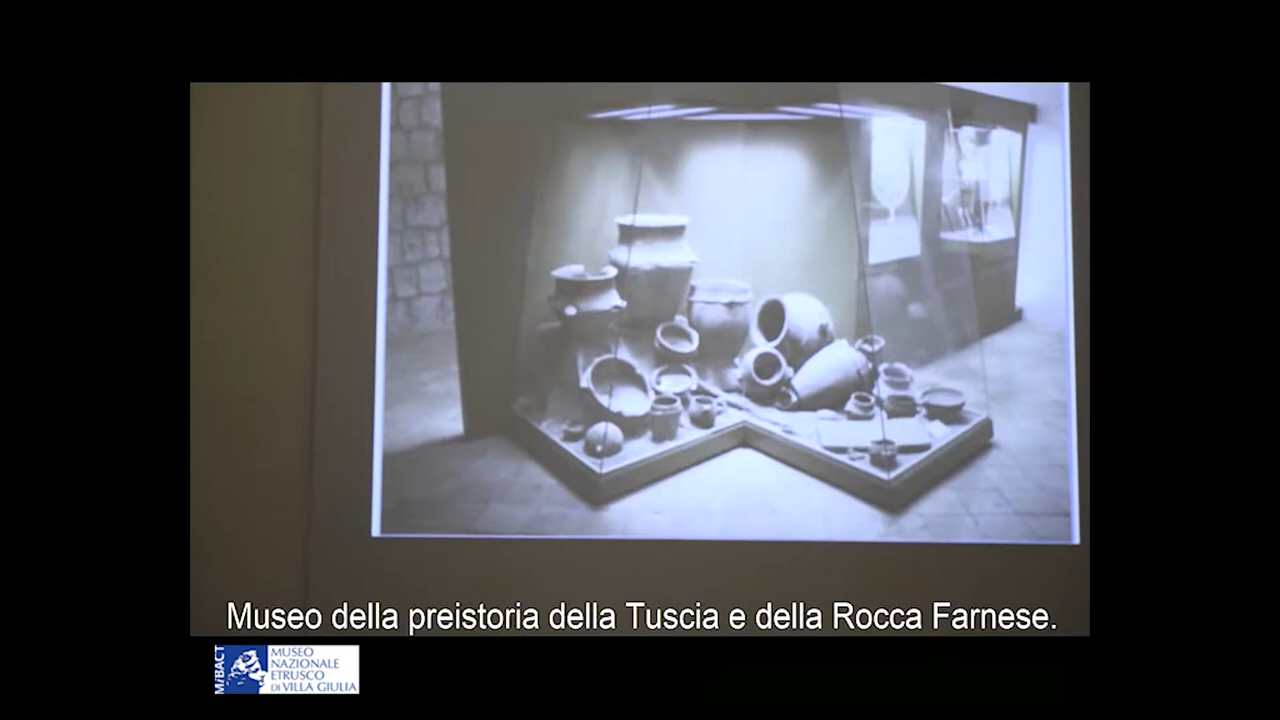 Museo della preistoria della Tuscia e della Rocca Farnese.
MiBACT
MUSEO
NAZIONALE
ETRUSCO
DI VILLA GIULIA